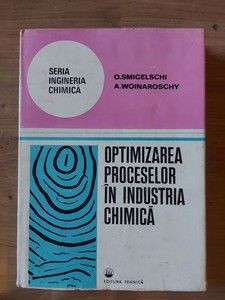 SERIA
INGINERIA
CHIMICĂ
O.SMIGELSCHI
A.WOINAROSCHY
OPTIMIZAREA
PROCESELOR
ÎN INDUSTRIA
CHIMICĂ
EDITURA TEHNICĂ